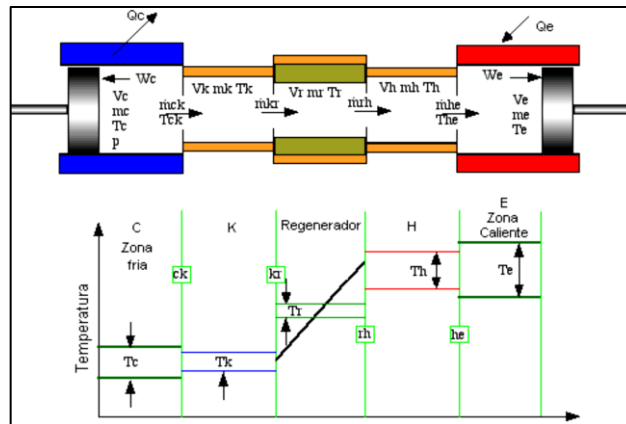 Qc
Qe
Wc
We
Vk mk Tk
Vr mr Tr
Vh mh Th
Vc
mc
Tc
p
ṁck
Tck
ṁkr
ṁrh
ṁhe
The
Ve
me
Te
C
Zona
fria
K
Regenerador
H
E
Zona
Caliente
Temperatura
ck
kr
rh
he
Tc
Tk
Tr
Th
Te